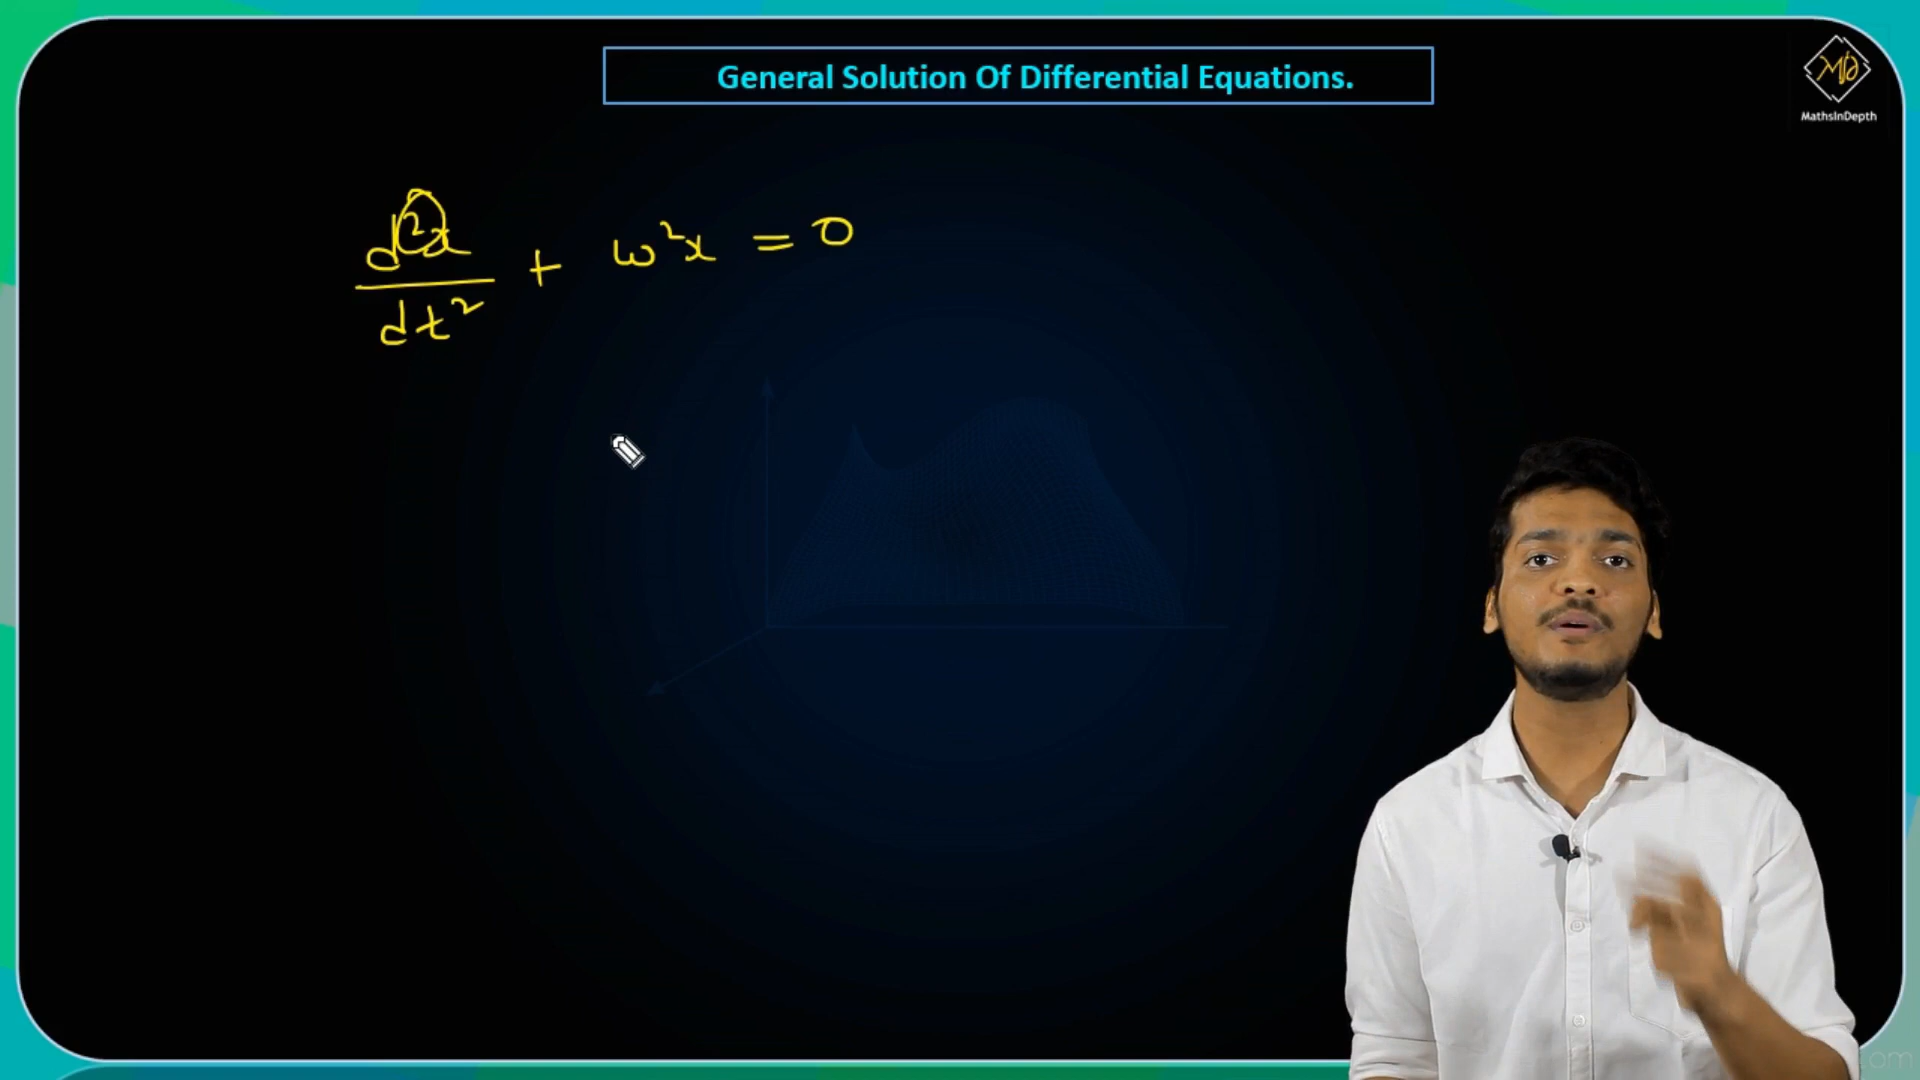 General Solution Of Differential Equations.
MathsInDepth
d²x/dt² + ω²x = 0